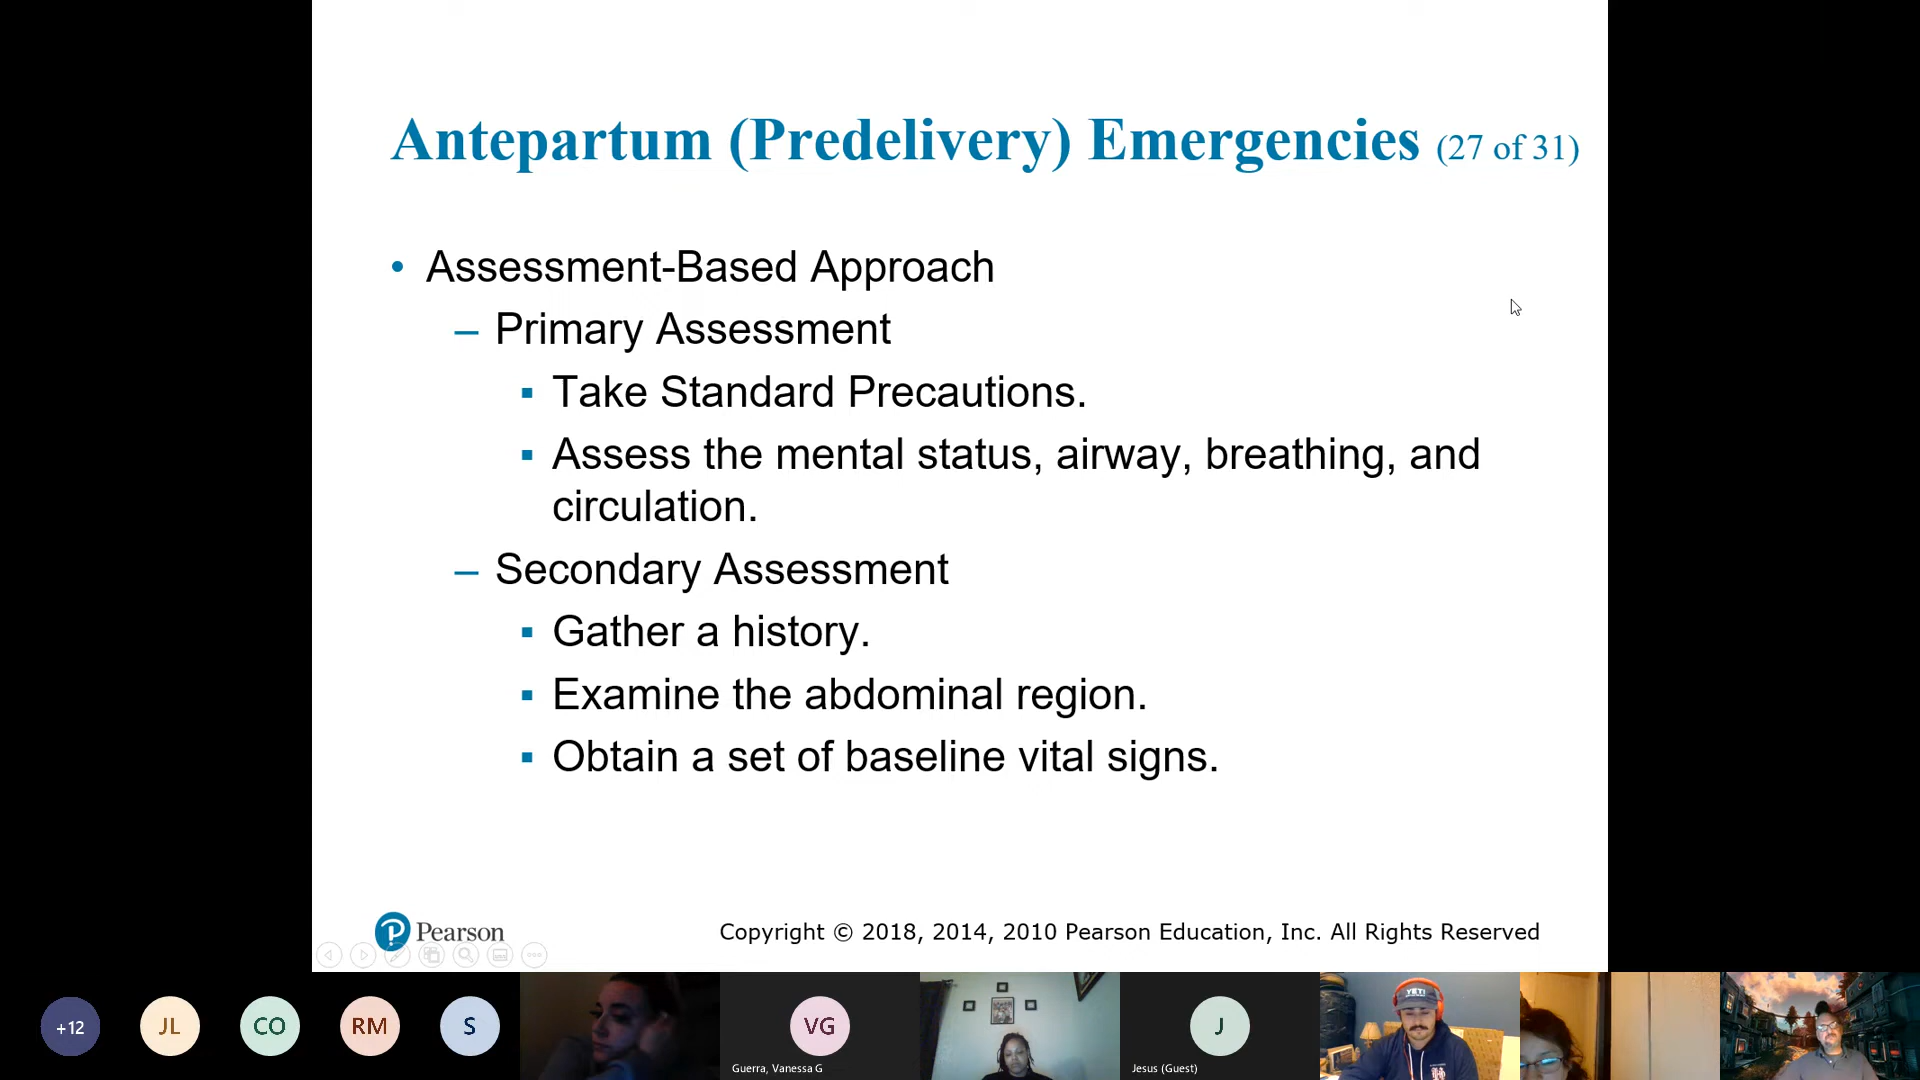 Antepartum (Predelivery) Emergencies (27 of 31)
• Assessment-Based Approach
– Primary Assessment
▪ Take Standard Precautions.
▪ Assess the mental status, airway, breathing, and
circulation.
– Secondary Assessment
▪ Gather a history.
▪ Examine the abdominal region.
▪ Obtain a set of baseline vital signs.
Pearson
Copyright © 2018, 2014, 2010 Pearson Education, Inc. All Rights Reserved
+12
JL
CO
RM
S
VG
Guerra, Vanessa G
J
Jesus (Guest)
YETI